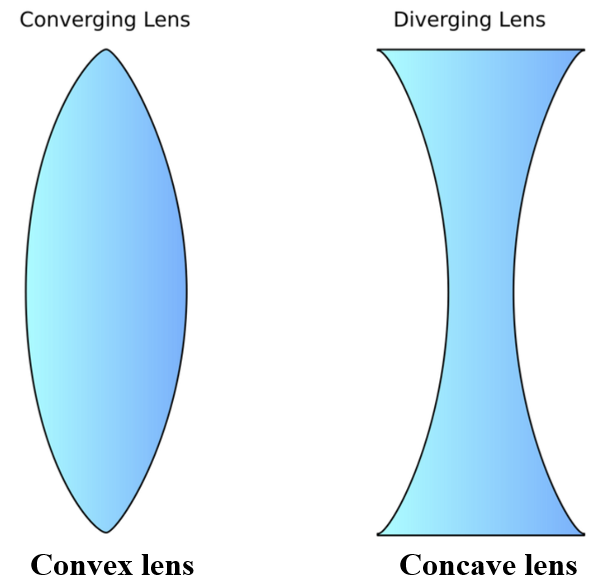 Converging Lens
Diverging Lens
Convex lens
Concave lens